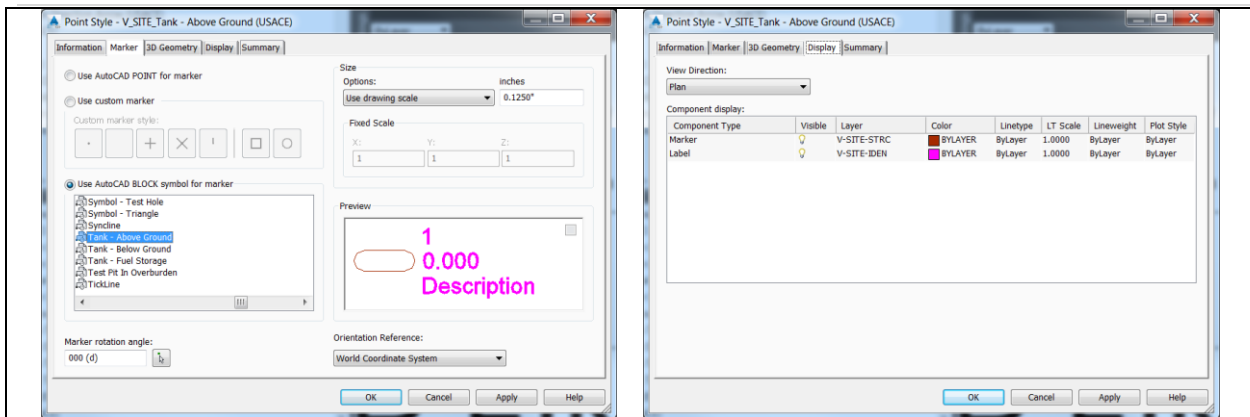 Point Style - V_SITE_Tank - Above Ground (USACE)
Information Marker 3D Geometry Display Summary
Use AutoCAD POINT for marker
Use custom marker
Custom marker style:
Use AutoCAD BLOCK symbol for marker
Symbol - Test Hole
Symbol - Triangle
Syncline
Tank - Above Ground
Tank - Below Ground
Tank - Fuel Storage
Test Pit In Overburden
TickLine
Marker rotation angle:
000 (d)
Size
Options: inches
Use drawing scale 0.1250"
Fixed Scale
X: Y: Z:
1 1 1
Preview
1
0.000
Description
Orientation Reference:
World Coordinate System
OK Cancel Apply Help
Point Style - V_SITE_Tank - Above Ground (USACE)
Information Marker 3D Geometry Display Summary
View Direction:
Plan
Component display:
Component Type Visible Layer Color Linetype LT Scale Lineweight Plot Style
Marker V-SITE-STRC BYLAYER ByLayer 1.0000 ByLayer ByLayer
Label V-SITE-IDEN BYLAYER ByLayer 1.0000 ByLayer ByLayer
OK Cancel Apply Help